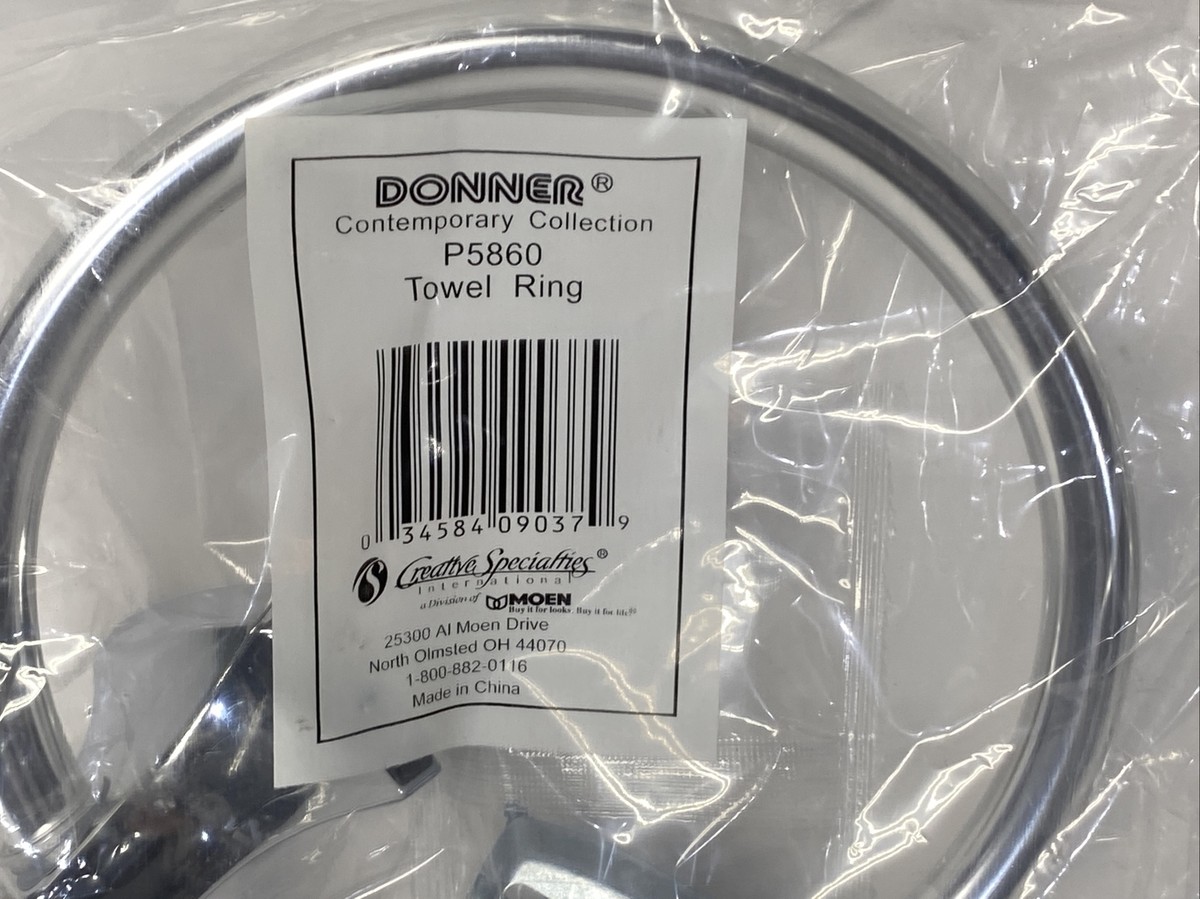 DONNER®
Contemporary Collection
P5860
Towel Ring
0 34584 09037 9
Creative Specialties®
International
a Division of MOEN
Buy it for looks. Buy it for life®
25300 Al Moen Drive
North Olmsted OH 44070
1-800-882-0116
Made in China